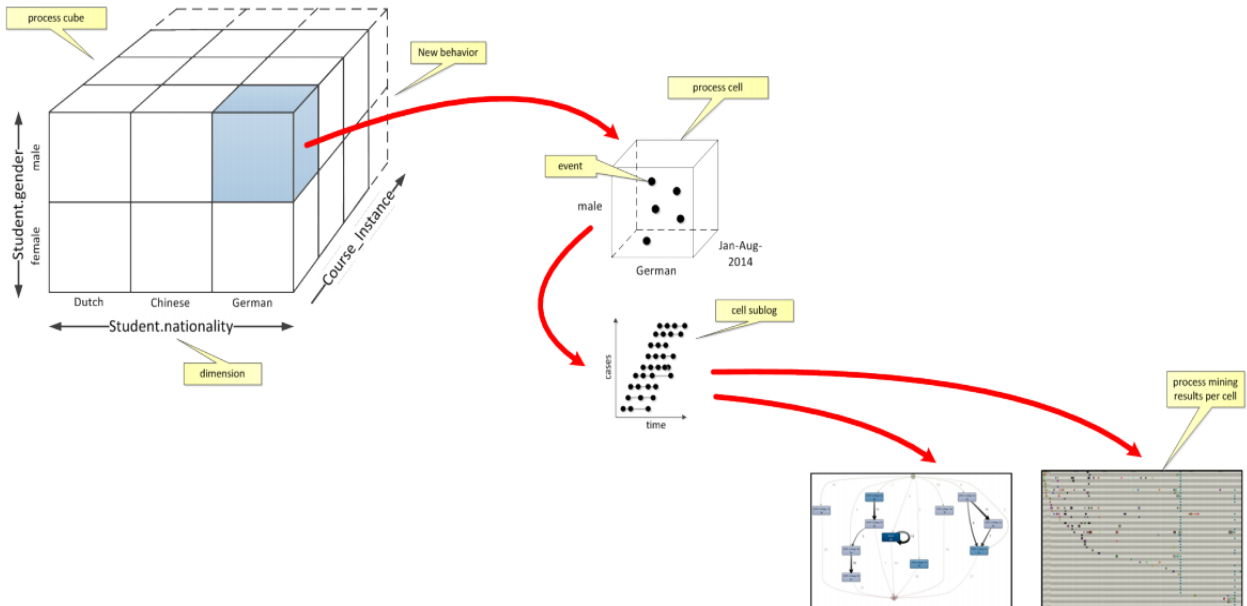 process cube
New behavior
Student.gender
male
female
Dutch
Chinese
German
Student.nationality
dimension
Course_Instance
process cell
event
male
German
Jan-Aug-
2014
cell sublog
cases
time
process mining
results per cell